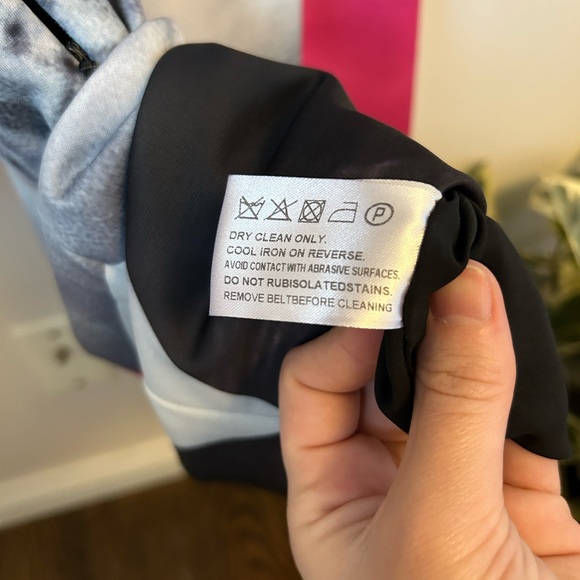 P
DRY CLEAN ONLY.
COOL IRON ON REVERSE.
AVOID CONTACT WITH ABRASIVE SURFACES.
DO NOT RUBISOLATEDSTAINS.
REMOVE BELTBEFORE CLEANING